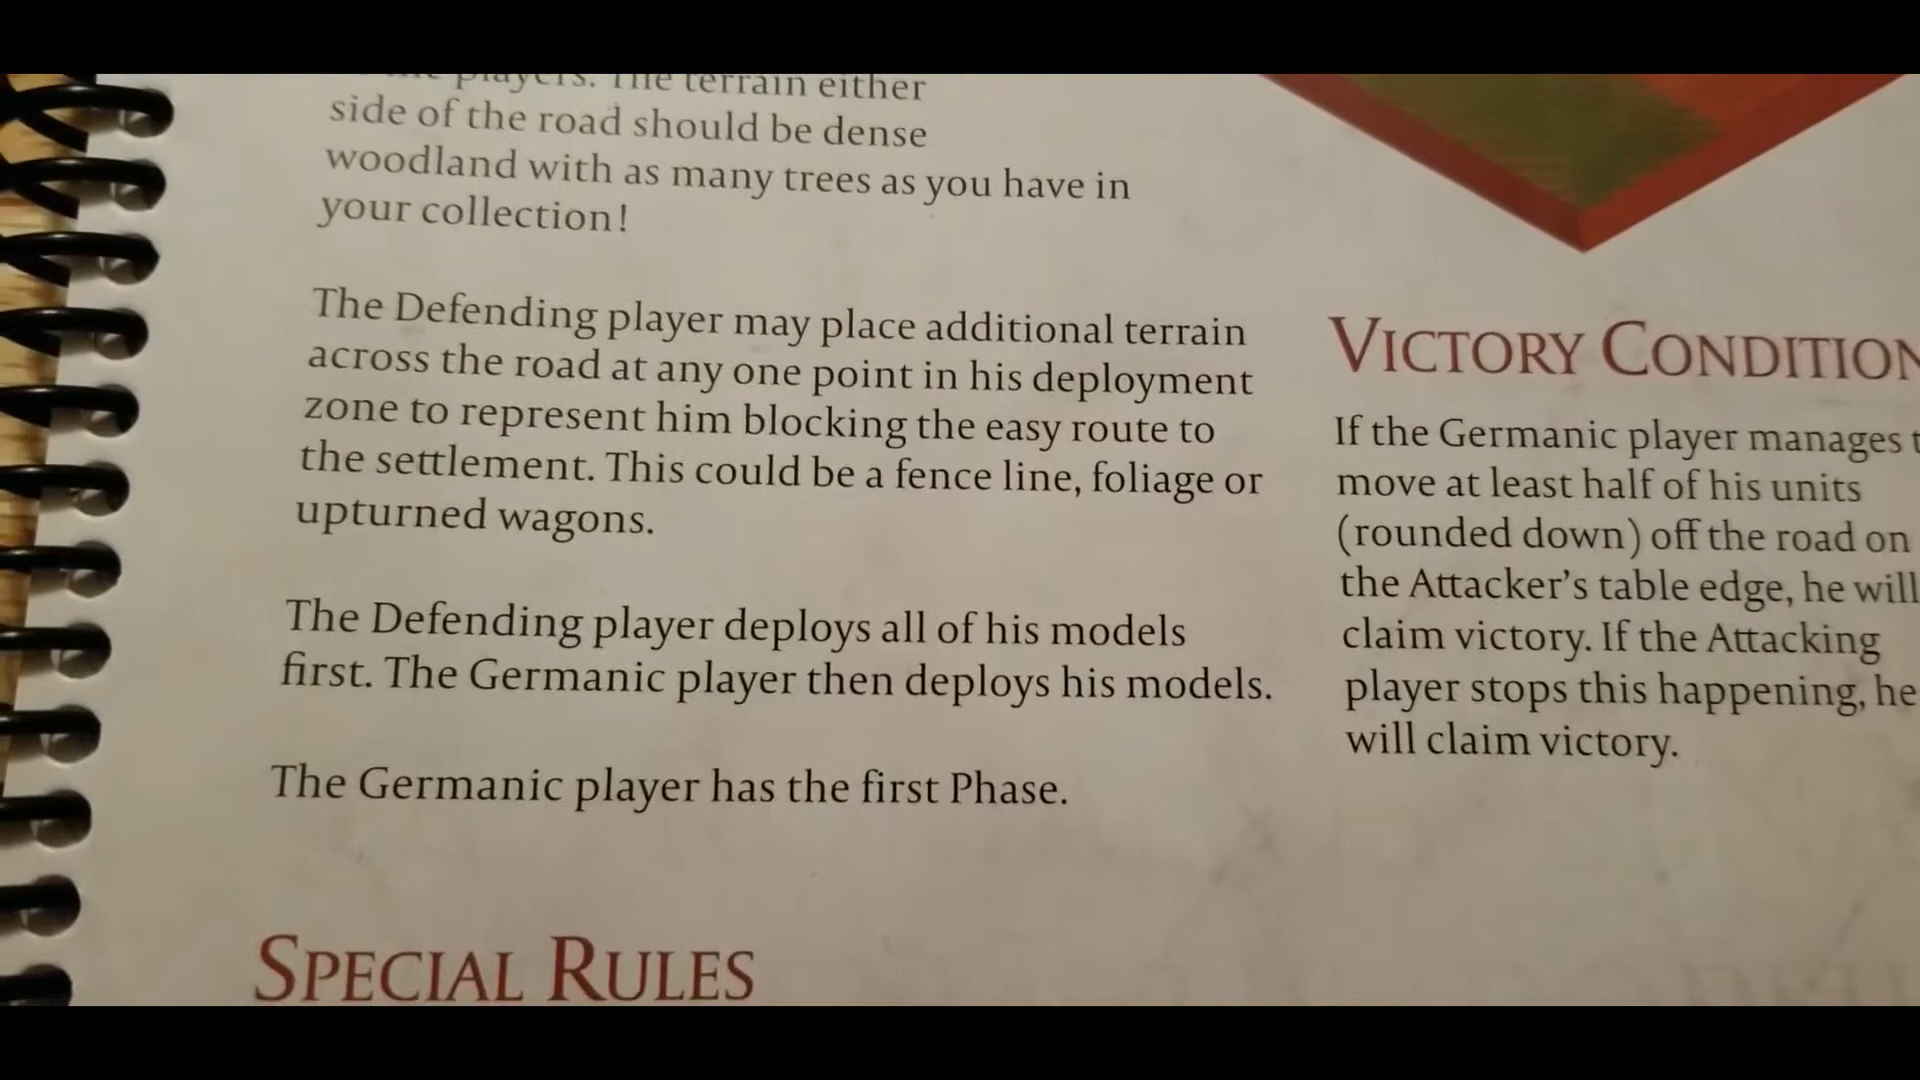 players. The terrain either
side of the road should be dense
woodland with as many trees as you have in
your collection!
The Defending player may place additional terrain
across the road at any one point in his deployment
zone to represent him blocking the easy route to
the settlement. This could be a fence line, foliage or
upturned wagons.
The Defending player deploys all of his models
first. The Germanic player then deploys his models.
The Germanic player has the first Phase.
SPECIAL RULES
VICTORY CONDITION
If the Germanic player manages t
move at least half of his units
(rounded down) off the road on
the Attacker's table edge, he will
claim victory. If the Attacking
player stops this happening, he
will claim victory.